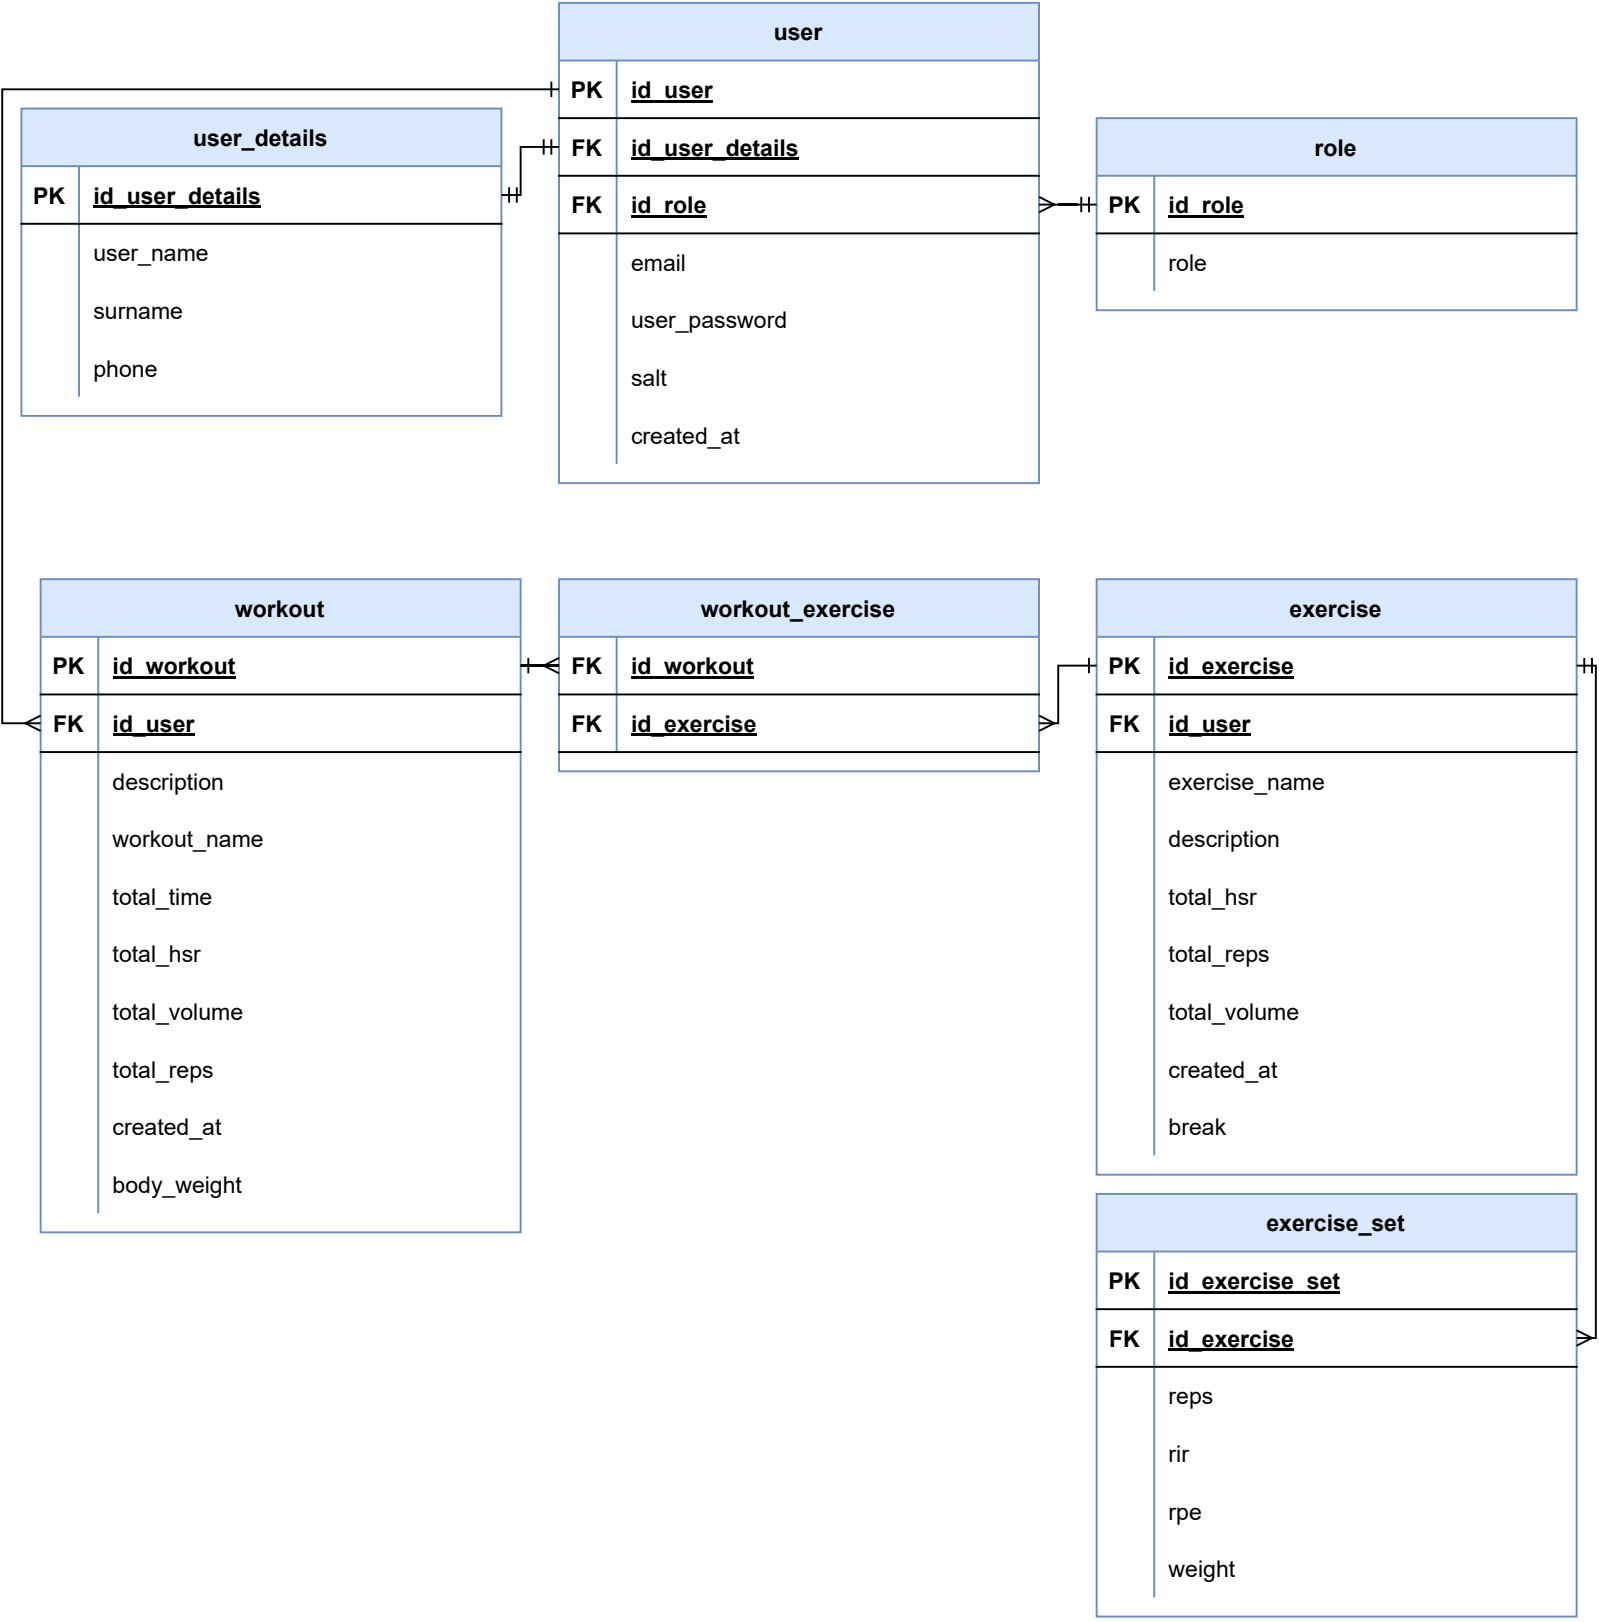 user
PK id_user
FK id_user_details
FK id_role
email
user_password
salt
created_at
user_details
PK id_user_details
user_name
surname
phone
role
PK id_role
role
workout
PK id_workout
FK id_user
description
workout_name
total_time
total_hsr
total_volume
total_reps
created_at
body_weight
workout_exercise
FK id_workout
FK id_exercise
exercise
PK id_exercise
FK id_user
exercise_name
description
total_hsr
total_reps
total_volume
created_at
break
exercise_set
PK id_exercise_set
FK id_exercise
reps
rir
rpe
weight